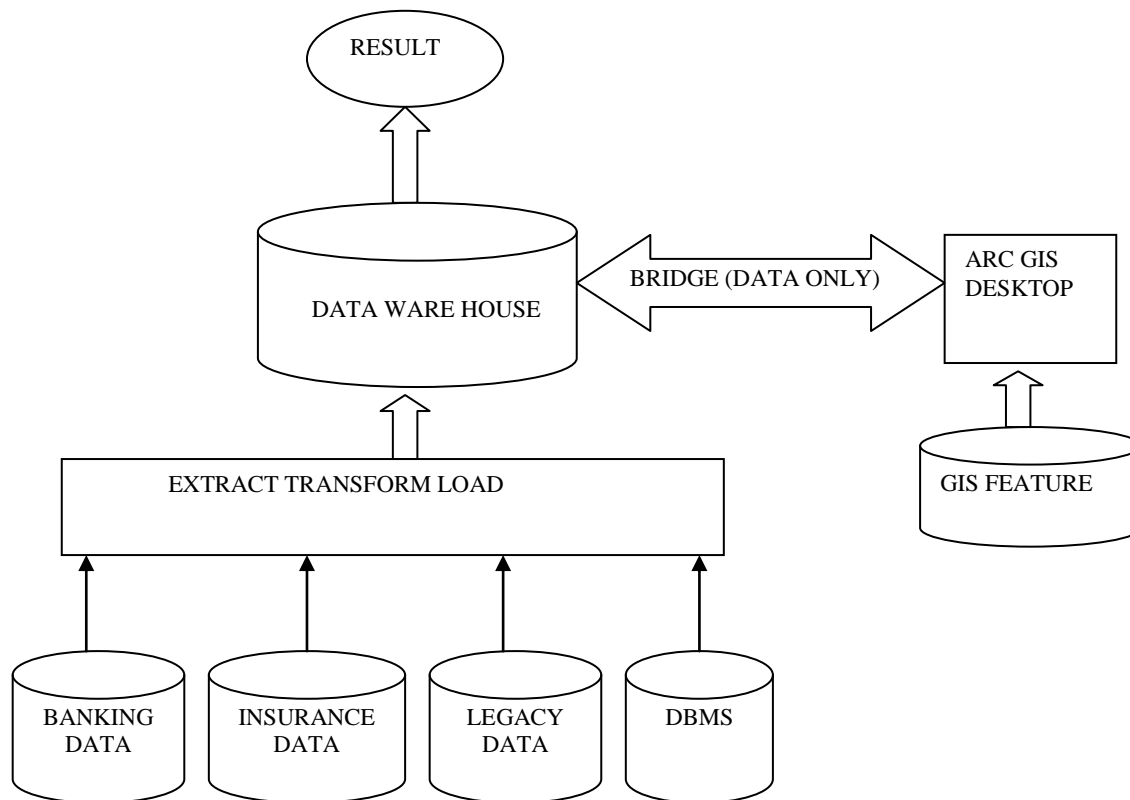 RESULT
DATA WARE HOUSE
BRIDGE (DATA ONLY)
ARC GIS
DESKTOP
EXTRACT TRANSFORM LOAD
GIS FEATURE
BANKING
DATA
INSURANCE
DATA
LEGACY
DATA
DBMS